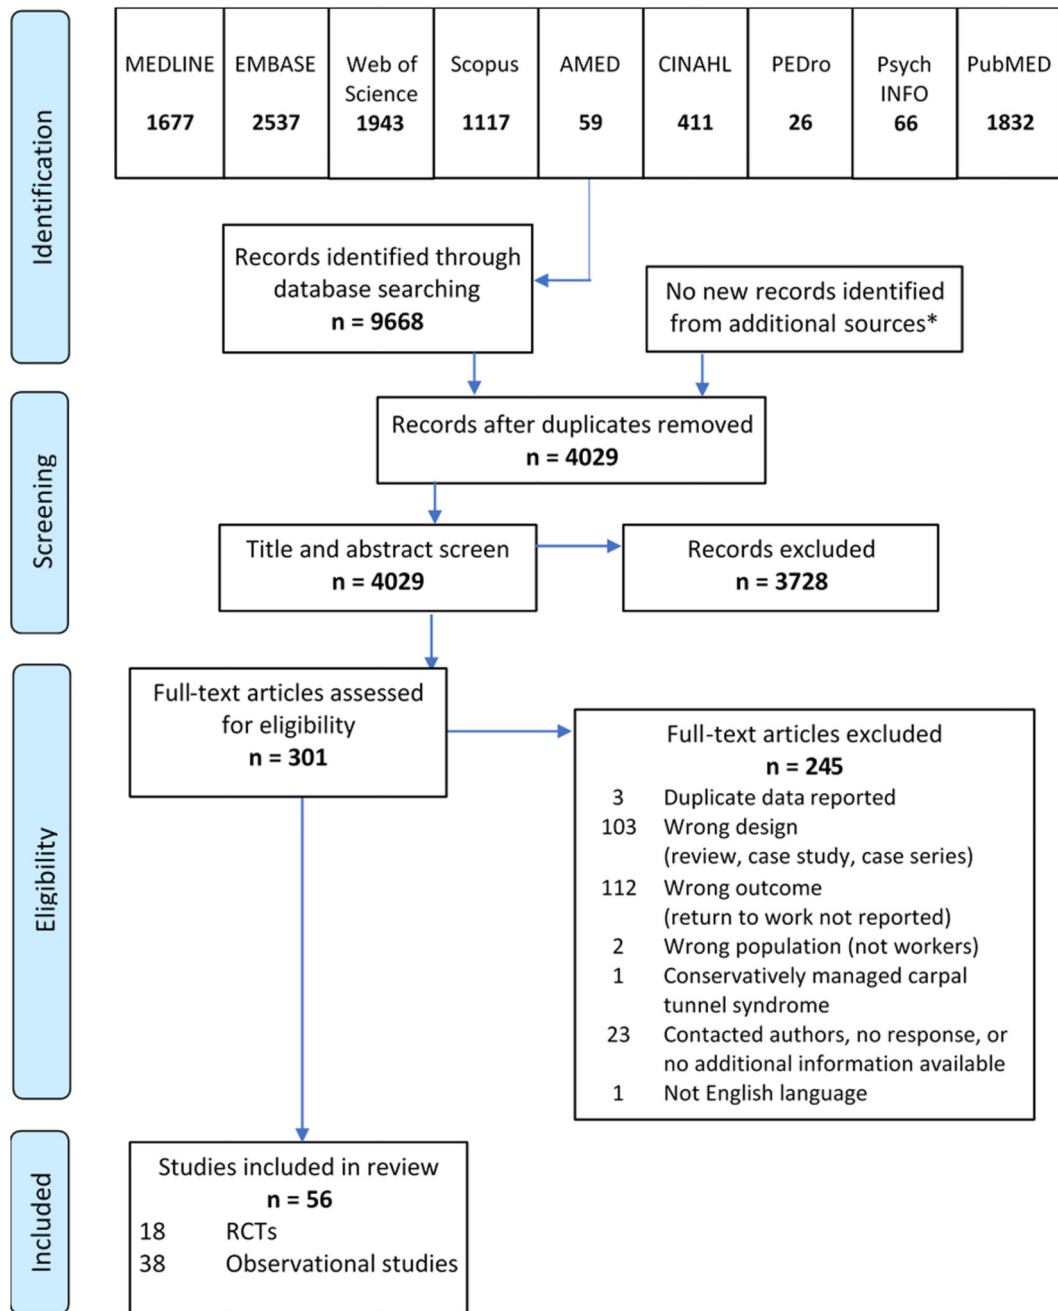 Identification
MEDLINE
1677
EMBASE
2537
Web of
Science
1943
Scopus
1117
AMED
59
CINAHL
411
PEDro
26
Psych
INFO
66
PubMED
1832
Records identified through
database searching
n = 9668
No new records identified
from additional sources*
Screening
Records after duplicates removed
n = 4029
Title and abstract screen
n = 4029
Records excluded
n = 3728
Eligibility
Full-text articles assessed
for eligibility
n = 301
Full-text articles excluded
n = 245
3 Duplicate data reported
103 Wrong design
(review, case study, case series)
112 Wrong outcome
(return to work not reported)
2 Wrong population (not workers)
1 Conservatively managed carpal
tunnel syndrome
23 Contacted authors, no response, or
no additional information available
1 Not English language
Included
Studies included in review
n = 56
18 RCTs
38 Observational studies